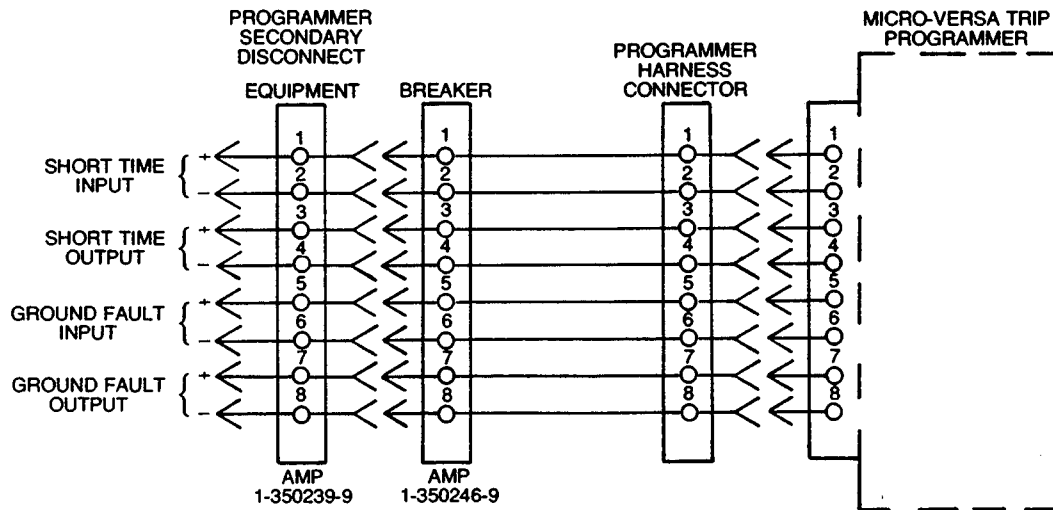 PROGRAMMER
SECONDARY
DISCONNECT
EQUIPMENT
BREAKER
PROGRAMMER
HARNESS
CONNECTOR
MICRO-VERSA TRIP
PROGRAMMER
SHORT TIME
INPUT
+
-
SHORT TIME
OUTPUT
+
-
GROUND FAULT
INPUT
+
-
GROUND FAULT
OUTPUT
+
-
1
2
3
4
5
6
7
8
1
2
3
4
5
6
7
8
1
2
3
4
5
6
7
8
1
2
3
4
5
6
7
8
AMP
1-350239-9
AMP
1-350246-9